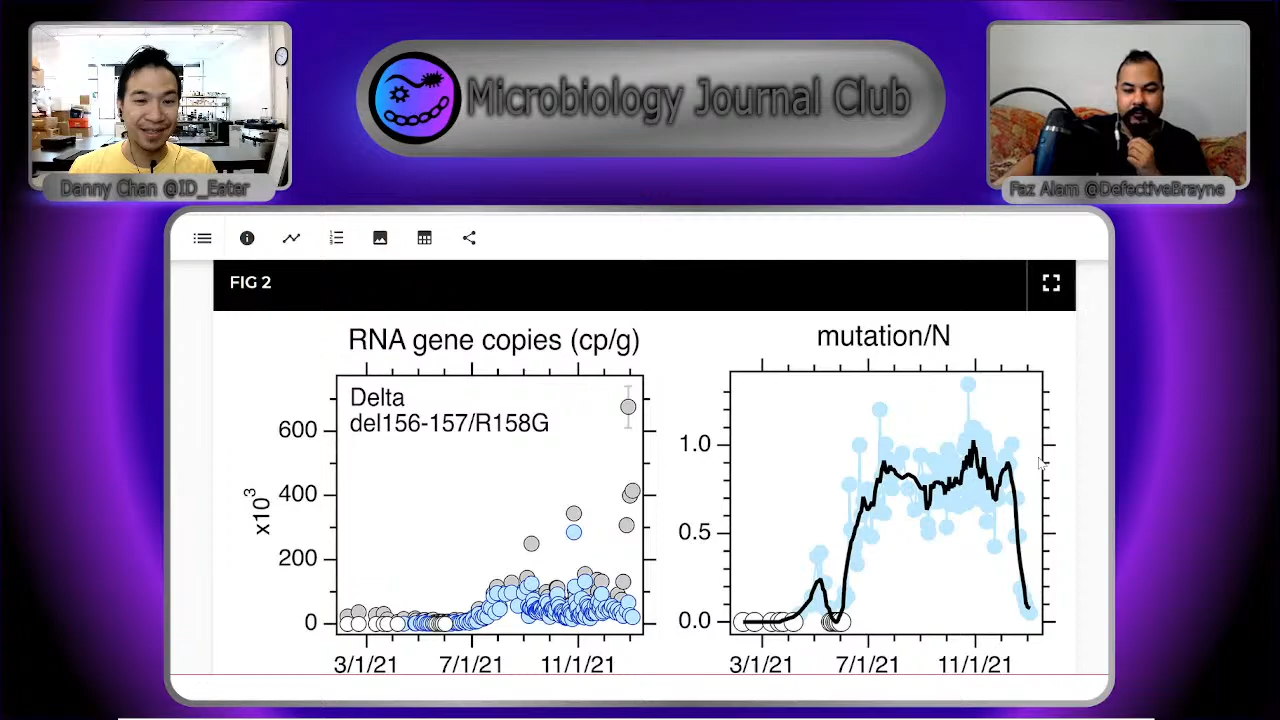 Microbiology Journal Club
Danny Chan @ID_Eater
Faz Alam @DefectiveBrayne
FIG 2
RNA gene copies (cp/g)
mutation/N
Delta
del156-157/R158G
x10³
600
400
200
0
3/1/21 7/1/21 11/1/21
1.0
0.5
0.0
3/1/21 7/1/21 11/1/21